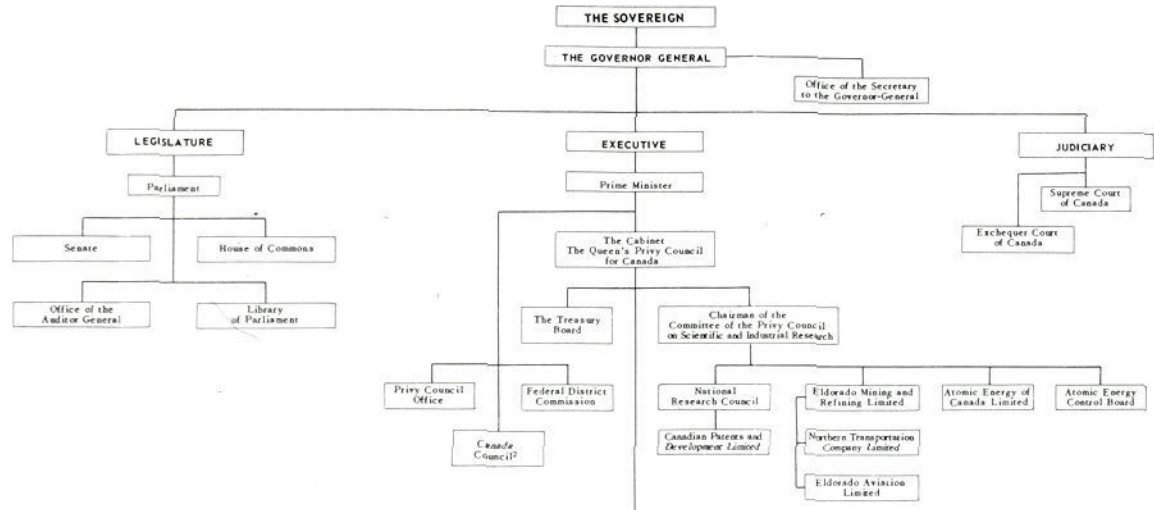 THE SOVEREIGN
THE GOVERNOR GENERAL
Office of the Secretary
to the Governor-General
LEGISLATURE
EXECUTIVE
JUDICIARY
Parliament
Prime Minister
Supreme Court
of Canada
Senate
House of Commons
The Cabinet
The Queen's Privy Council
for Canada
Exchequer Court
of Canada
Office of the
Auditor General
Library
of Parliament
The Treasury
Board
Chairman of the
Committee of the Privy Council
on Scientific and Industrial Research
Privy Council
Office
Federal District
Commission
National
Research Council
Eldorado Mining and
Refining Limited
Atomic Energy of
Canada Limited
Atomic Energy
Control Board
Canada
Council²
Canadian Patents and
Development Limited
Northern Transportation
Company Limited
Eldorado Aviation
Limited